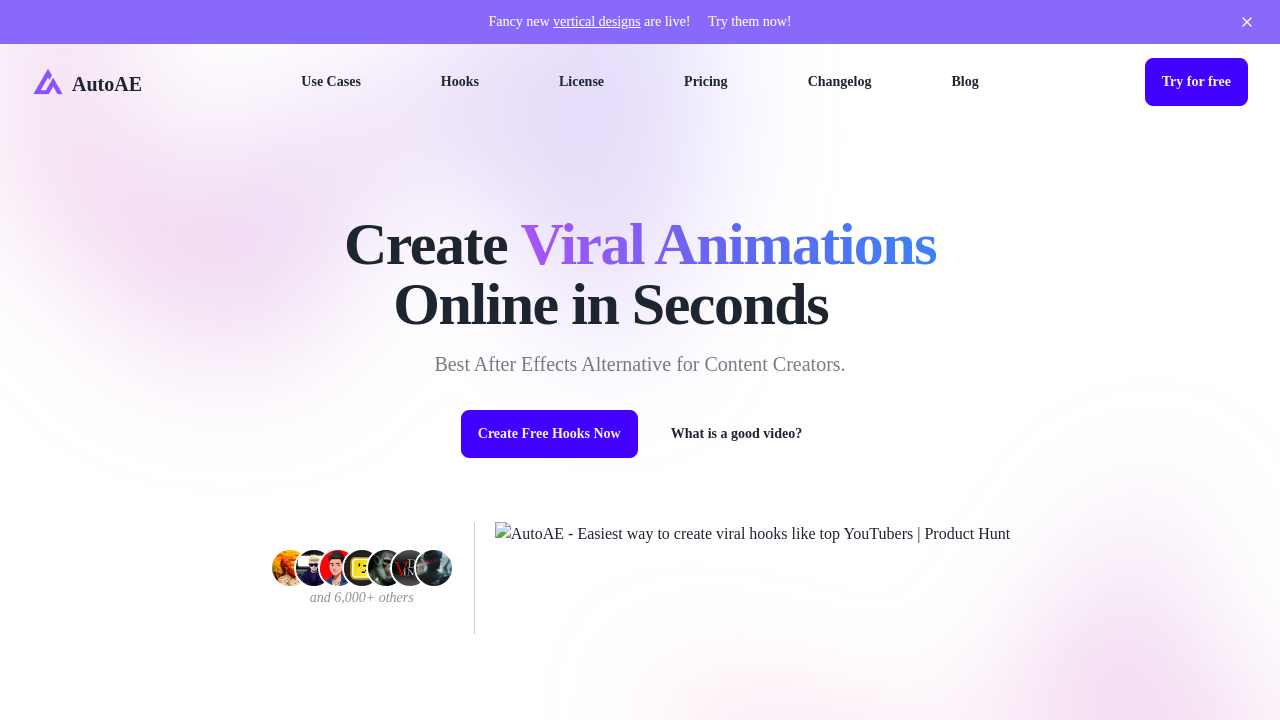 Fancy new vertical designs are live! Try them now!
AutoAE
Use Cases
Hooks
License
Pricing
Changelog
Blog
Try for free
Create Viral Animations
Online in Seconds
Best After Effects Alternative for Content Creators.
Create Free Hooks Now
What is a good video?
AutoAE - Easiest way to create viral hooks like top YouTubers | Product Hunt
and 6,000+ others